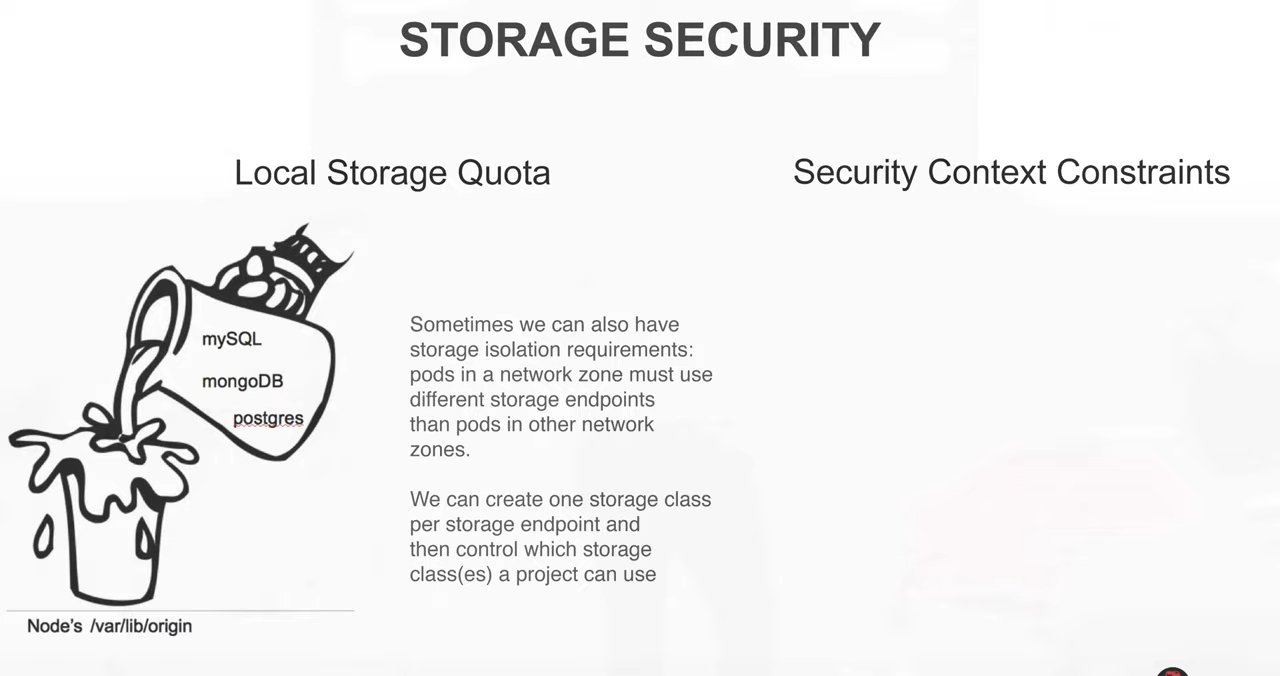 STORAGE SECURITY
Local Storage Quota
Security Context Constraints
mySQL
mongoDB
postgres
Node's /var/lib/origin
Sometimes we can also have
storage isolation requirements:
pods in a network zone must use
different storage endpoints
than pods in other network
zones.
We can create one storage class
per storage endpoint and
then control which storage
class(es) a project can use